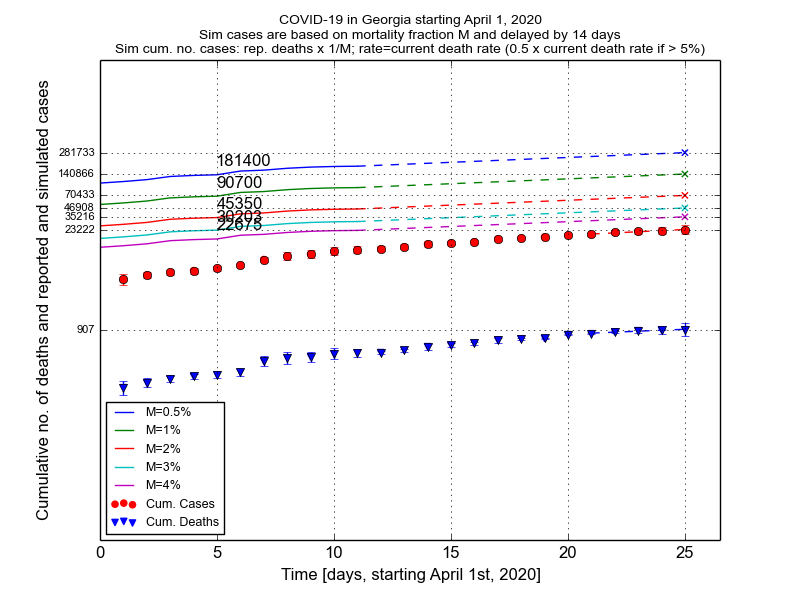 COVID-19 in Georgia starting April 1, 2020
Sim cases are based on mortality fraction M and delayed by 14 days
Sim cum. no. cases: rep. deaths x 1/M; rate=current death rate (0.5 x current death rate if > 5%)
Cumulative no. of deaths and reported and simulated cases
281733
140866
70433
46908
35216
23222
907
181400
90700
45350
30203
22675
M=0.5%
M=1%
M=2%
M=3%
M=4%
Cum. Cases
Cum. Deaths
0 5 10 15 20 25
Time [days, starting April 1st, 2020]